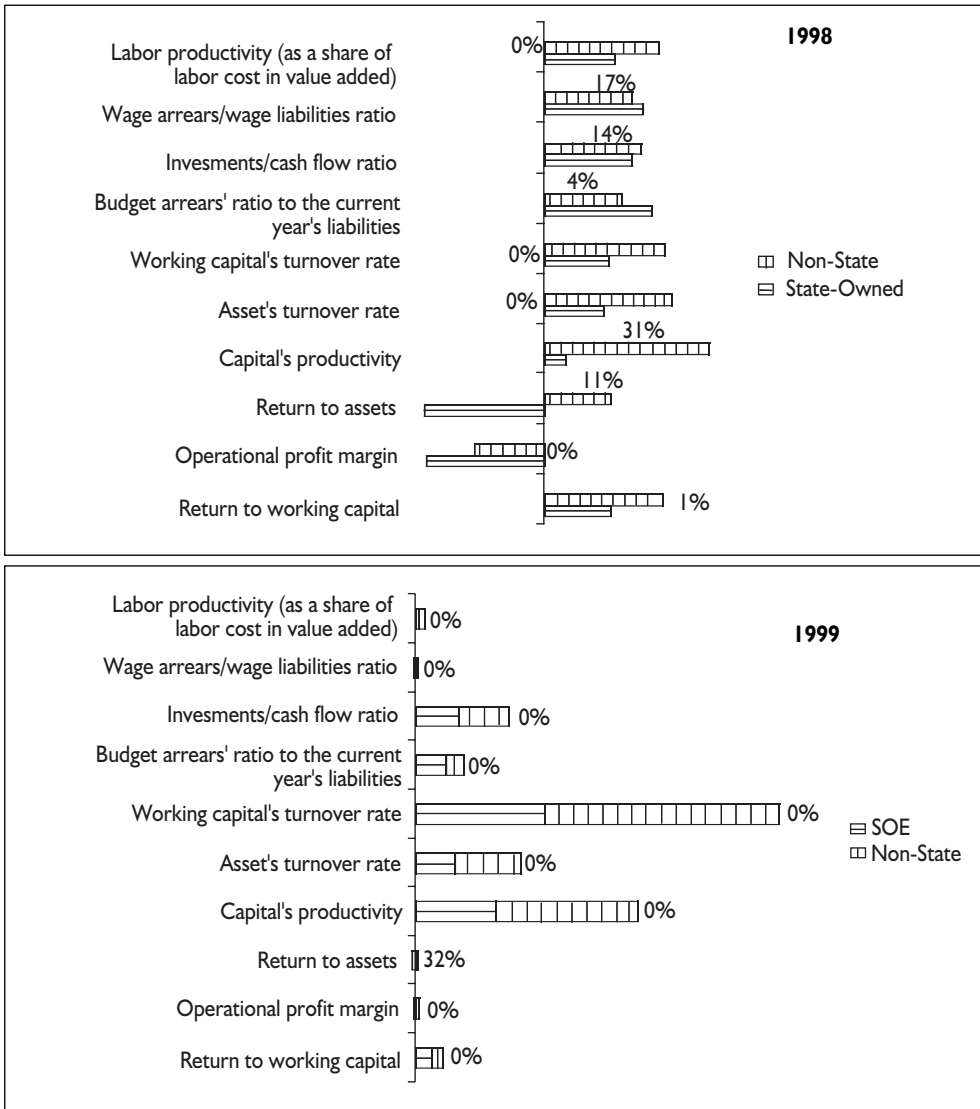 1998
Labor productivity (as a share of
labor cost in value added)
0%
17%
Wage arrears/wage liabilities ratio
14%
Invesments/cash flow ratio
4%
Budget arrears' ratio to the current
year's liabilities
Working capital's turnover rate
0%
Non-State
State-Owned
Asset's turnover rate
0%
31%
Capital's productivity
11%
Return to assets
Operational profit margin
0%
Return to working capital
1%
1999
Labor productivity (as a share of
labor cost in value added)
0%
Wage arrears/wage liabilities ratio
0%
Invesments/cash flow ratio
0%
Budget arrears' ratio to the current
year's liabilities
0%
Working capital's turnover rate
0%
SOE
Non-State
Asset's turnover rate
0%
Capital's productivity
0%
Return to assets
32%
Operational profit margin
0%
Return to working capital
0%